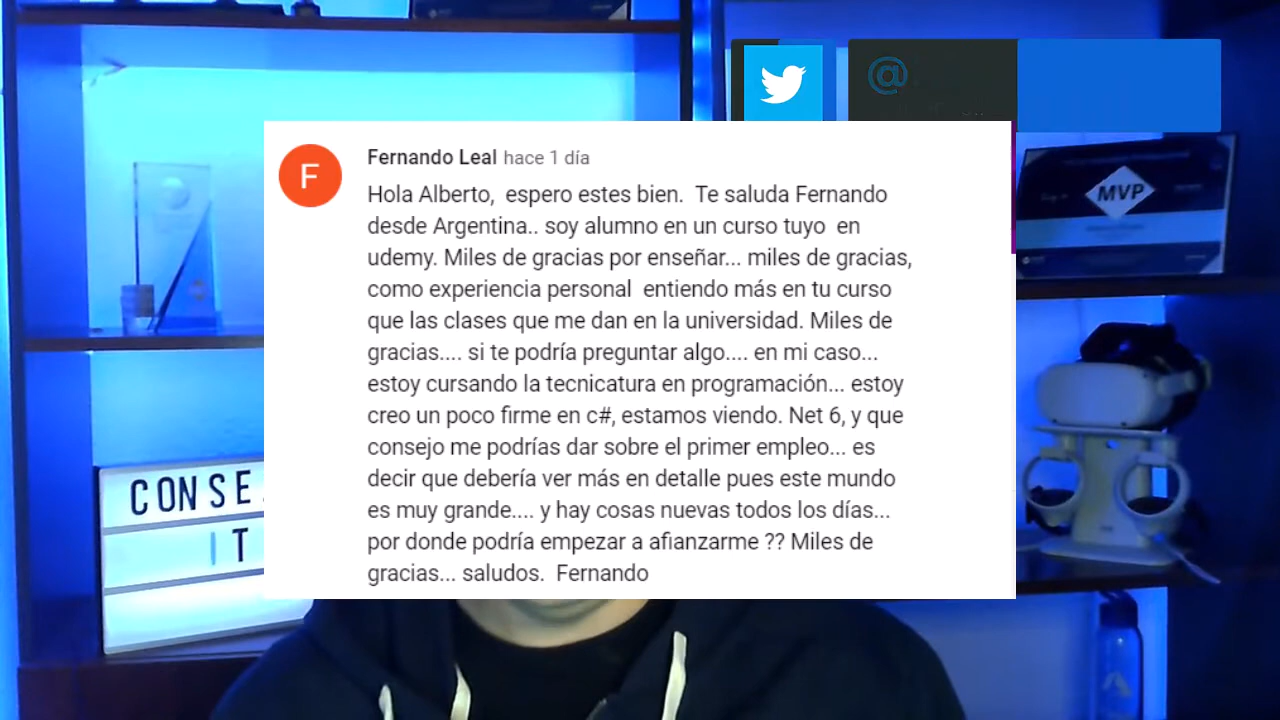 @
F
Fernando Leal hace 1 día
Hola Alberto, espero estes bien. Te saluda Fernando
desde Argentina.. soy alumno en un curso tuyo en
udemy. Miles de gracias por enseñar... miles de gracias,
como experiencia personal entiendo más en tu curso
que las clases que me dan en la universidad. Miles de
gracias.... si te podría preguntar algo.... en mi caso...
estoy cursando la tecnicatura en programación... estoy
creo un poco firme en c#, estamos viendo. Net 6, y que
consejo me podrías dar sobre el primer empleo... es
decir que debería ver más en detalle pues este mundo
es muy grande.... y hay cosas nuevas todos los días...
por donde podría empezar a afianzarme ?? Miles de
gracias... saludos. Fernando
MVP
CONSE
IT